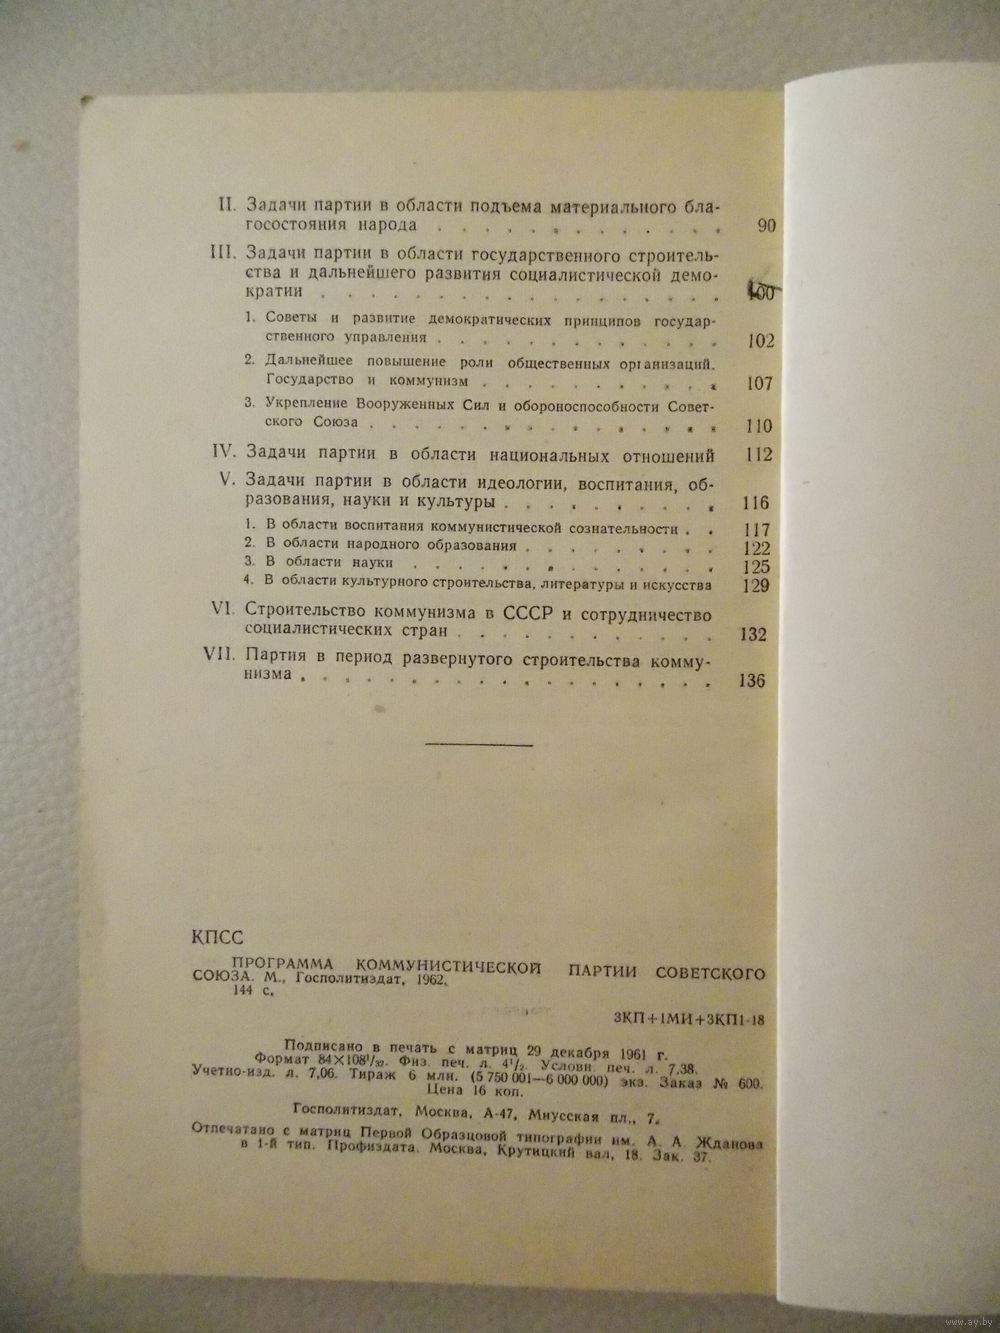 II. Задачи партии в области подъема материального бла-
госостояния народа . . . . . . . . . . . . . 90
III. Задачи партии в области государственного строитель-
ства и дальнейшего развития социалистической демо-
кратии . . . . . . . . . . . . . . . . . 100
1. Советы и развитие демократических принципов государ-
ственного управления . . . . . . . . . . . . . 102
2. Дальнейшее повышение роли общественных организаций.
Государство и коммунизм . . . . . . . . . . . 107
3. Укрепление Вооруженных Сил и обороноспособности Совет-
ского Союза . . . . . . . . . . . . . . . . 110
IV. Задачи партии в области национальных отношений 112
V. Задачи партии в области идеологии, воспитания, об-
разования, науки и культуры . . . . . . . . . . 116
1. В области воспитания коммунистической сознательности . . 117
2. В области народного образования . . . . . . . . . 122
3. В области науки . . . . . . . . . . . . . . 125
4. В области культурного строительства, литературы и искусства 129
VI. Строительство коммунизма в СССР и сотрудничество
социалистических стран . . . . . . . . . . . . 132
VII. Партия в период развернутого строительства комму-
низма . . . . . . . . . . . . . . . . . . . 136
КПСС
ПРОГРАММА КОММУНИСТИЧЕСКОЙ ПАРТИИ СОВЕТСКОГО
СОЮЗА. М., Госполитиздат, 1962.
144 с.
3КП+1МИ+3КП1-18
Подписано в печать с матриц 29 декабря 1961 г.
Формат 84×108¹/₃₂. Физ. печ. л. 4¹/₂. Условн. печ. л. 7,38.
Учетно-изд. л. 7,06. Тираж 6 млн. (5 750 001—6 000 000) экз. Заказ № 600.
Цена 16 коп.
Госполитиздат, Москва, А-47, Миусская пл., 7.
Отпечатано с матриц Первой Образцовой типографии им. А. А. Жданова
в 1-й тип. Профиздата. Москва, Крутицкий вал, 18. Зак. 37.
www.ay.by